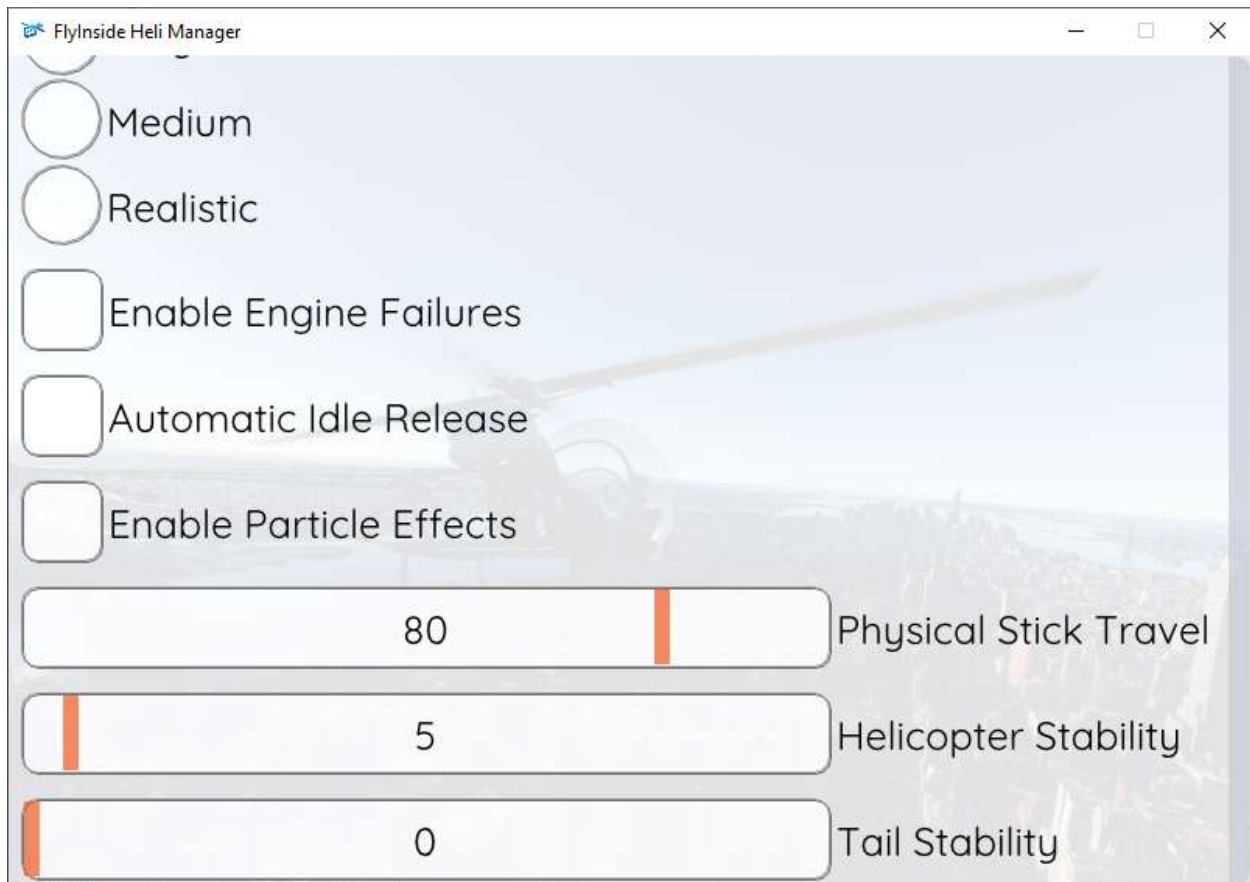 FlyInside Heli Manager
Medium
Realistic
Enable Engine Failures
Automatic Idle Release
Enable Particle Effects
80 Physical Stick Travel
5 Helicopter Stability
0 Tail Stability